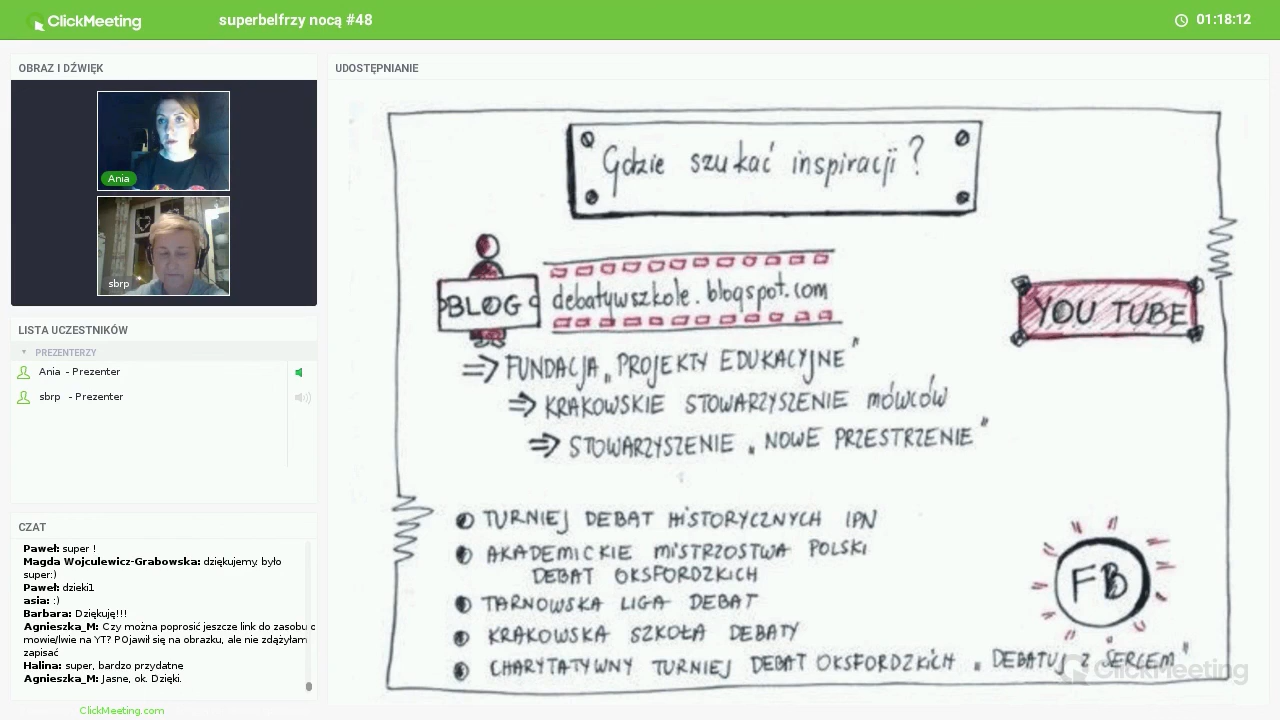 ClickMeeting
superbelfrzy nocą #48
01:18:12
OBRAZ I DŹWIĘK
Ania
sbrp
LISTA UCZESTNIKÓW
PREZENTERZY
Ania - Prezenter
sbrp - Prezenter
CZAT
Paweł: super !
Magda Wojculewicz-Grabowska: dziękujemy. było
super:)
Paweł: dzieki1
asia: :)
Barbara: Dziękuję!!!
Agnieszka_M: Czy można poprosić jeszcze link do zasobu o
mowie/lwie na YT? POjawił się na obrazku, ale nie zdążyłam
zapisać
Halina: super, bardzo przydatne
Agnieszka_M: Jasne, ok. Dzięki.
ClickMeeting.com
UDOSTĘPNIANIE
Gdzie szukać inspiracji?
BLOG
debatywszkole.blogspot.com
YOU TUBE
⇒ FUNDACJA „PROJEKTY EDUKACYJNE"
⇒ KRAKOWSKIE STOWARZYSZENIE MÓWCÓW
⇒ STOWARZYSZENIE „NOWE PRZESTRZENIE"
TURNIEJ DEBAT HISTORYCZNYCH IPN
AKADEMICKIE MISTRZOSTWA POLSKI
DEBAT OKSFORDZKICH
TARNOWSKA LIGA DEBAT
KRAKOWSKA SZKOŁA DEBATY
CHARYTATYWNY TURNIEJ DEBAT OKSFORDZKICH „DEBATUJ Z SERCEM"
FB
ClickMeeting